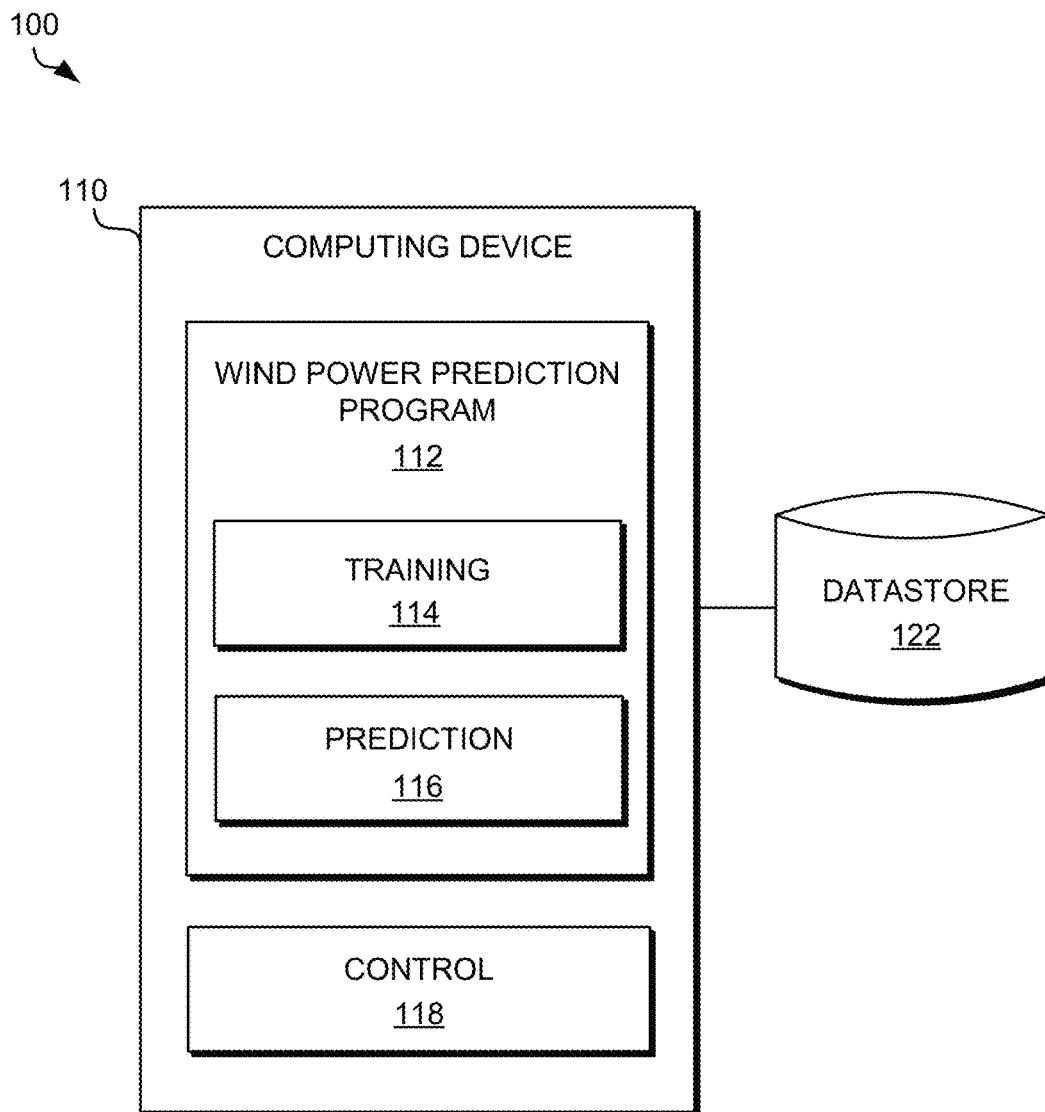 100
110
COMPUTING DEVICE
WIND POWER PREDICTION
PROGRAM
112
TRAINING
114
PREDICTION
116
CONTROL
118
DATASTORE
122